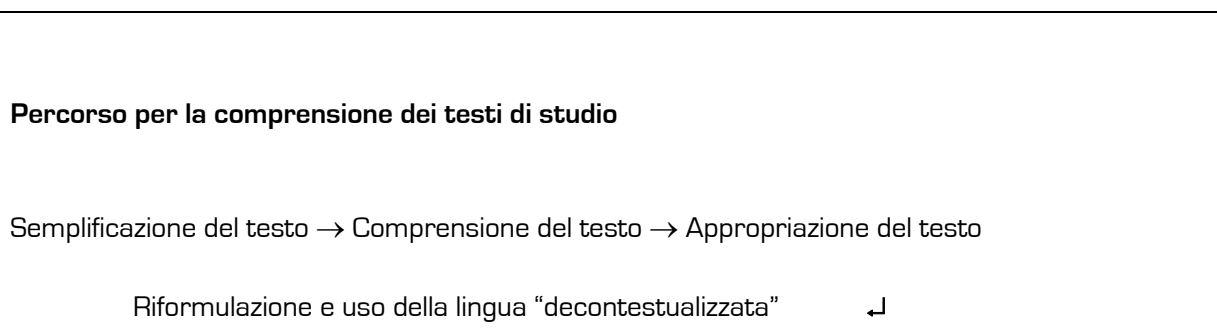 Percorso per la comprensione dei testi di studio
Semplificazione del testo → Comprensione del testo → Appropriazione del testo
Riformulazione e uso della lingua “decontestualizzata” ↵